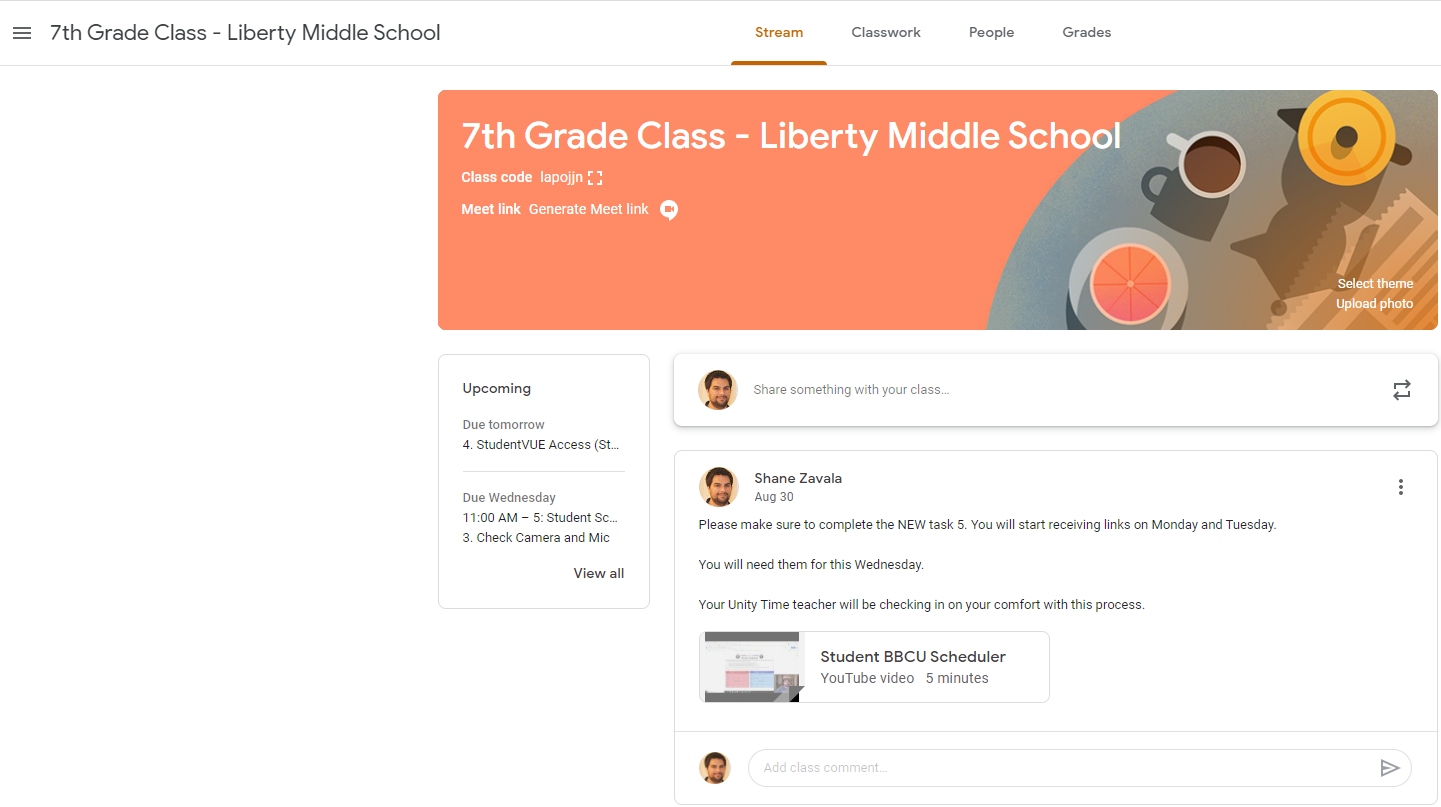 7th Grade Class - Liberty Middle School
Stream
Classwork
People
Grades
7th Grade Class - Liberty Middle School
Class code lapojjn
Meet link Generate Meet link
Select theme
Upload photo
Upcoming
Due tomorrow
4. StudentVUE Access (St...
Due Wednesday
11:00 AM – 5: Student Sc...
3. Check Camera and Mic
View all
Share something with your class...
Shane Zavala
Aug 30
Please make sure to complete the NEW task 5. You will start receiving links on Monday and Tuesday.
You will need them for this Wednesday.
Your Unity Time teacher will be checking in on your comfort with this process.
Student BBCU Scheduler
YouTube video 5 minutes
Add class comment...